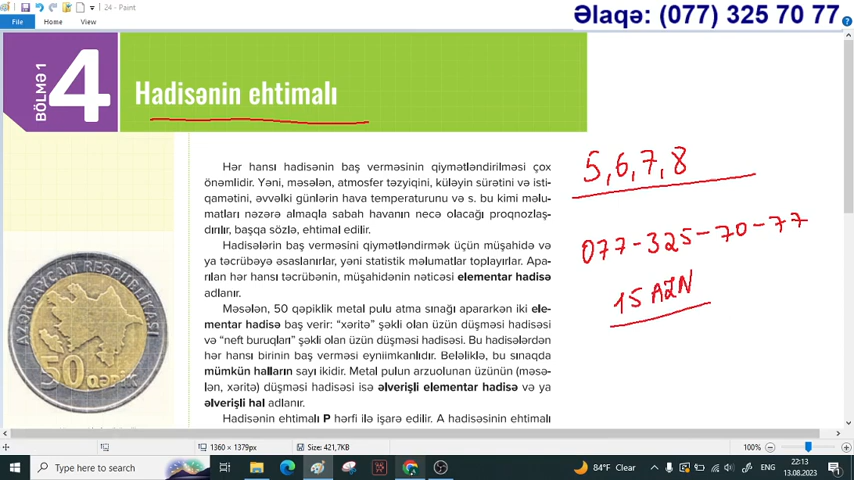 24 - Paint
Əlaqə: (077) 325 70 77
File Home View
BÖLMƏ 1
4
Hadisənin ehtimalı
Hər hansı hadisənin baş verməsinin qiymətləndirilməsi çox
önəmlidir. Yəni, məsələn, atmosfer təzyiqini, küləyin sürətini və isti-
qamətini, əvvəlki günlərin hava temperaturunu və s. bu kimi məlu-
matları nəzərə almaqla sabah havanın necə olacağı proqnozlaş-
dırılır, başqa sözlə, ehtimal edilir.
Hadisələrin baş verməsini qiymətləndirmək üçün müşahidə və
ya təcrübəyə əsaslanırlar, yəni statistik məlumatlar toplayırlar. Apa-
rılan hər hansı təcrübənin, müşahidənin nəticəsi elementar hadisə
adlanır.
Məsələn, 50 qəpiklik metal pulu atma sınağı apararkən iki ele-
mentar hadisə baş verir: “xəritə” şəkli olan üzün düşməsi hadisəsi
və “neft buruqları” şəkli olan üzün düşməsi hadisəsi. Bu hadisələrdən
hər hansı birinin baş verməsi eyniimkanlıdır. Beləliklə, bu sınaqda
mümkün halların sayı ikidir. Metal pulun arzuolunan üzünün (məsə-
lən, xəritə) düşməsi hadisəsi isə əlverişli elementar hadisə və ya
əlverişli hal adlanır.
Hadisənin ehtimalı P hərfi ilə işarə edilir. A hadisəsinin ehtimalı
5,6,7,8
077-325-70-77
15 AZN
AZƏRBAYCAN RESPUBLİKASI
50 qəpik
1360 × 1379px
Size: 421,7KB
100%
Type here to search
84°F Clear
ENG
22:13
13.08.2023